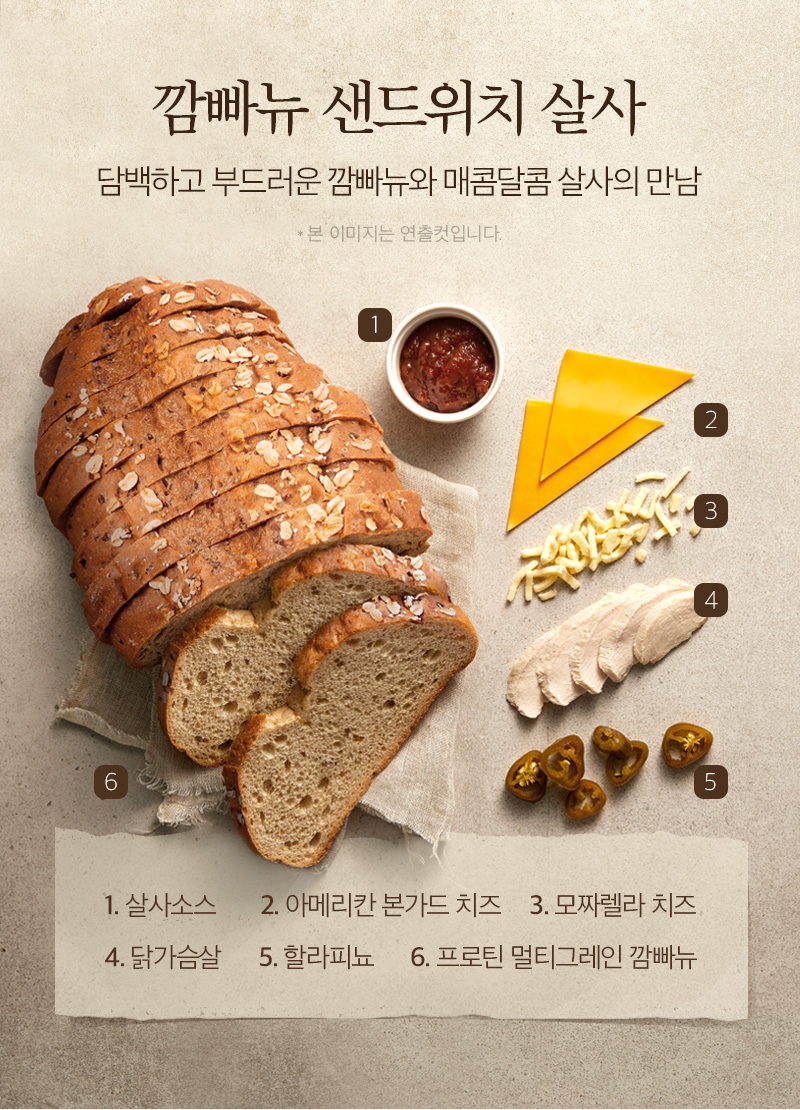 깜빠뉴 샌드위치 살사
담백하고 부드러운 깜빠뉴와 매콤달콤 살사의 만남
* 본 이미지는 연출컷입니다.
1
2
3
4
5
6
1. 살사소스 2. 아메리칸 본가드 치즈 3. 모짜렐라 치즈
4. 닭가슴살 5. 할라피뇨 6. 프로틴 멀티그레인 깜빠뉴